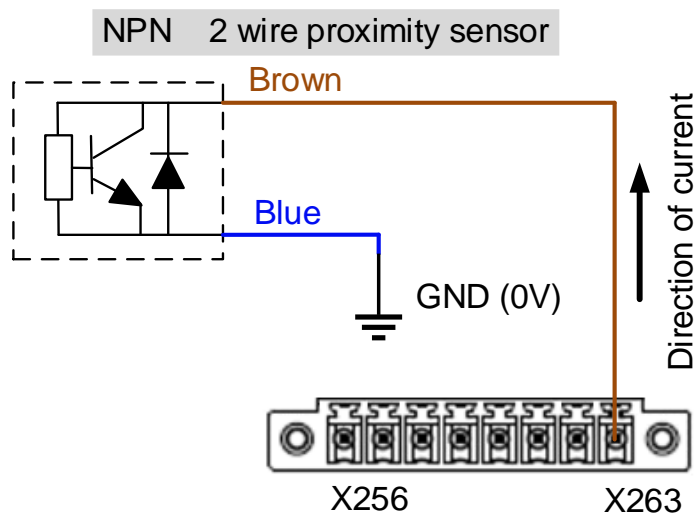 NPN 2 wire proximity sensor
Brown
Blue
GND (0V)
Direction of current
X256
X263